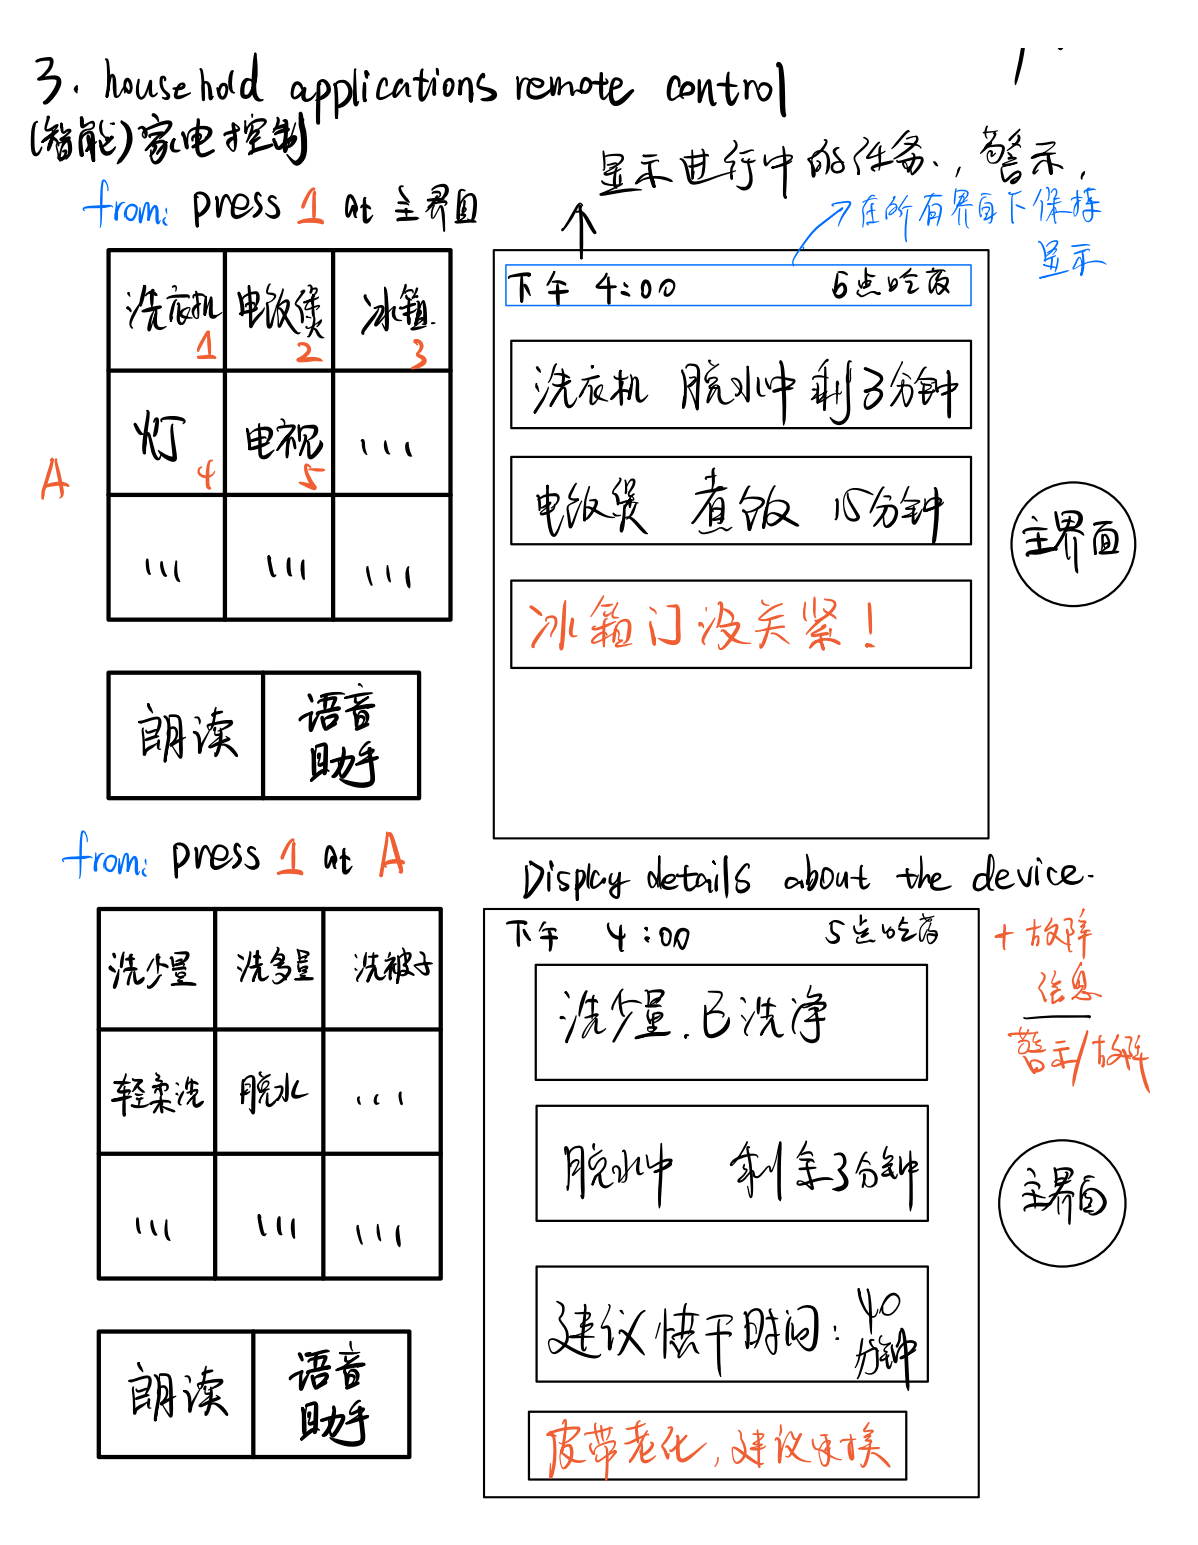 3. household applications remote control
(智能)家电控制
from: press 1 at 主界面
显示进行中的任务, 警示,
在所有界面下保持
显示
洗衣机 1 电饭煲 2 冰箱 3
灯 4 电视 5 ...
... ... ...
A
朗读 语音
助手
下午 4:00 5点吃药
洗衣机 脱水中 剩3分钟
电饭煲 煮饭 15分钟
冰箱门没关紧!
主界面
from: press 1 at A
洗少量 洗多量 洗被子
轻柔洗 脱水 ...
... ... ...
朗读 语音
助手
Display details about the device.
下午 4:00 5点吃药
洗少量. 已洗净
脱水中 剩余3分钟
建议烘干时间: 40
分钟
皮带老化, 建议更换
+ 故障
信息
警示/故障
主界面